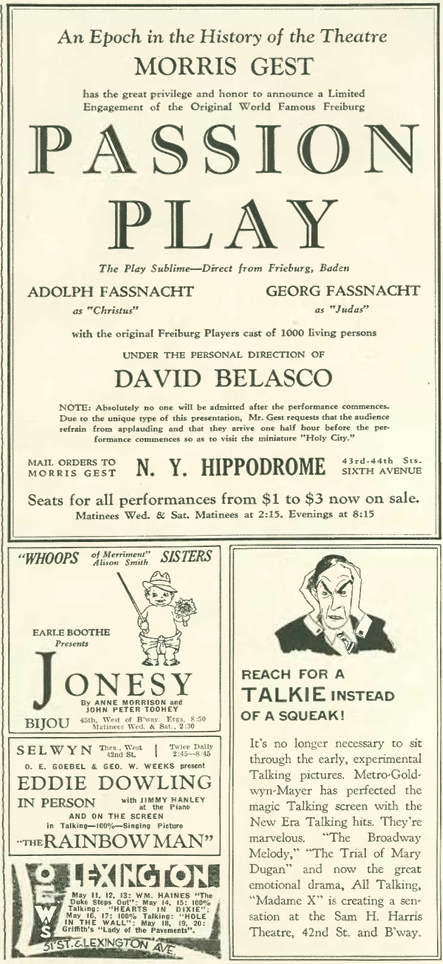 An Epoch in the History of the Theatre
MORRIS GEST
has the great privilege and honor to announce a Limited
Engagement of the Original World Famous Freiburg
PASSION
PLAY
The Play Sublime—Direct from Frieburg, Baden
ADOLPH FASSNACHT GEORG FASSNACHT
as "Christus" as "Judas"
with the original Freiburg Players cast of 1000 living persons
UNDER THE PERSONAL DIRECTION OF
DAVID BELASCO
NOTE: Absolutely no one will be admitted after the performance commences.
Due to the unique type of this presentation, Mr. Gest requests that the audience
refrain from applauding and that they arrive one half hour before the per-
formance commences so as to visit the miniature "Holy City."
MAIL ORDERS TO
MORRIS GEST
N. Y. HIPPODROME
43rd-44th Sts.
SIXTH AVENUE
Seats for all performances from $1 to $3 now on sale.
Matinees Wed. & Sat. Matinees at 2:15. Evenings at 8:15
"WHOOPS of Merriment" SISTERS
Alison Smith
EARLE BOOTHE
Presents
JONESY
By ANNE MORRISON and
JOHN PETER TOOHEY
BIJOU
45th, West of B'way. Evgs. 8:50
Matinees Wed. & Sat., 2:30
SELWYN
Thea., West
42nd St.
Twice Daily
2:45—8:45
O. E. GOEBEL & GEO. W. WEEKS present
EDDIE DOWLING
IN PERSON
with JIMMY HANLEY
at the Piano
AND ON THE SCREEN
in Talking—100%—Singing Picture
"THE RAINBOW MAN"
LOEW'S
LEXINGTON
May 11, 12, 13: WM. HAINES "The
Duke Steps Out": May 14, 15: 100%
Talking: "HEARTS IN DIXIE";
May 16, 17: 100% Talking: "HOLE
IN THE WALL"; May 18, 19, 20:
Griffith's "Lady of the Pavements".
51 ST. & LEXINGTON AVE.
REACH FOR A
TALKIE INSTEAD
OF A SQUEAK!
It's no longer necessary to sit
through the early, experimental
Talking pictures. Metro-Gold-
wyn-Mayer has perfected the
magic Talking screen with the
New Era Talking hits. They're
marvelous. "The Broadway
Melody," "The Trial of Mary
Dugan" and now the great
emotional drama, All Talking,
"Madame X" is creating a sen-
sation at the Sam H. Harris
Theatre, 42nd St. and B'way.